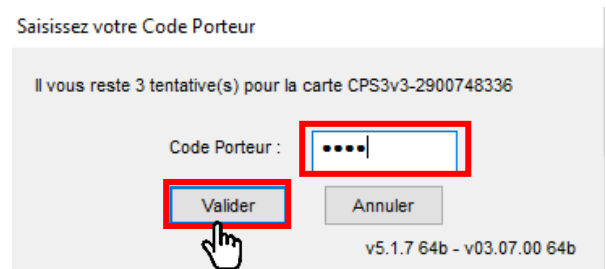 Saisissez votre Code Porteur
Il vous reste 3 tentative(s) pour la carte CPS3v3-2900748336
Code Porteur : ••••
Valider Annuler
v5.1.7 64b - v03.07.00 64b